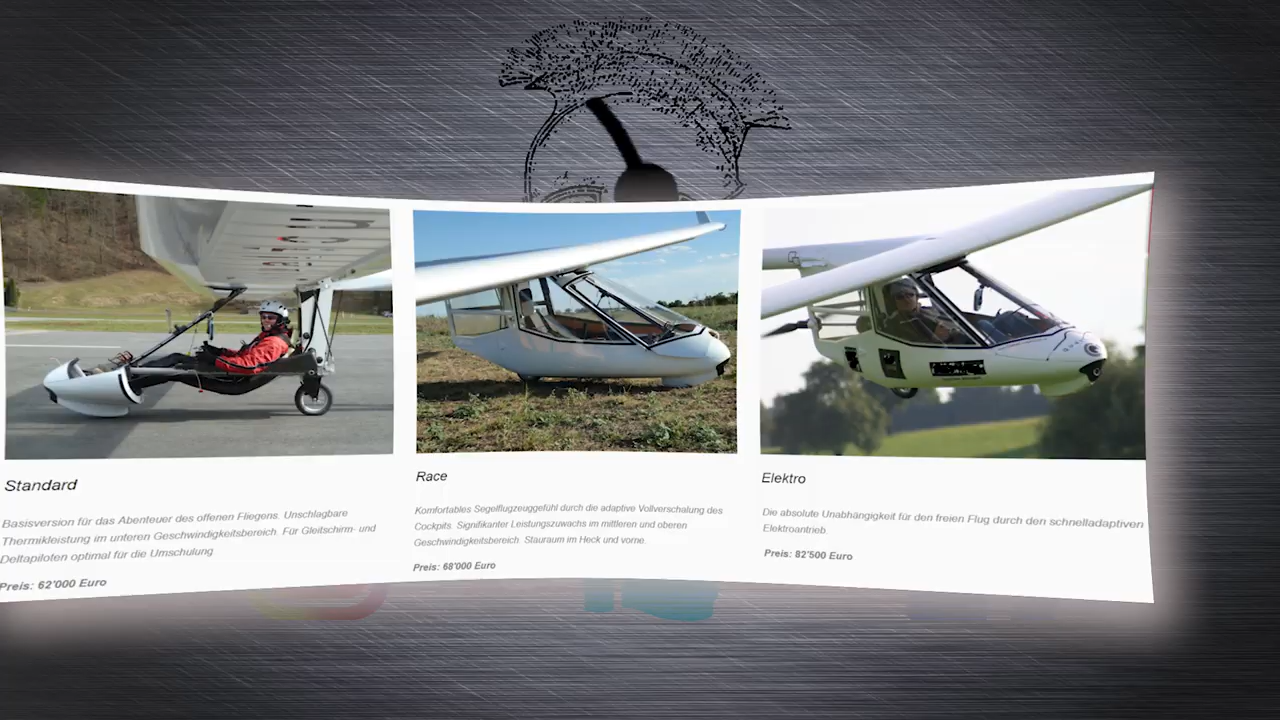 Standard
Basisversion für das Abenteuer des offenen Fliegens. Unschlagbare
Thermikleistung im unteren Geschwindigkeitsbereich. Für Gleitschirm- und
Deltapiloten optimal für die Umschulung
Preis: 62'000 Euro
Race
Komfortables Segelflugzeuggefühl durch die adaptive Vollverschalung des
Cockpits. Signifikanter Leistungszuwachs im mittleren und oberen
Geschwindigkeitsbereich. Stauraum im Heck und vorne.
Preis: 68'000 Euro
Elektro
Die absolute Unabhängigkeit für den freien Flug durch den schnelladaptiven
Elektroantrieb.
Preis: 82'500 Euro